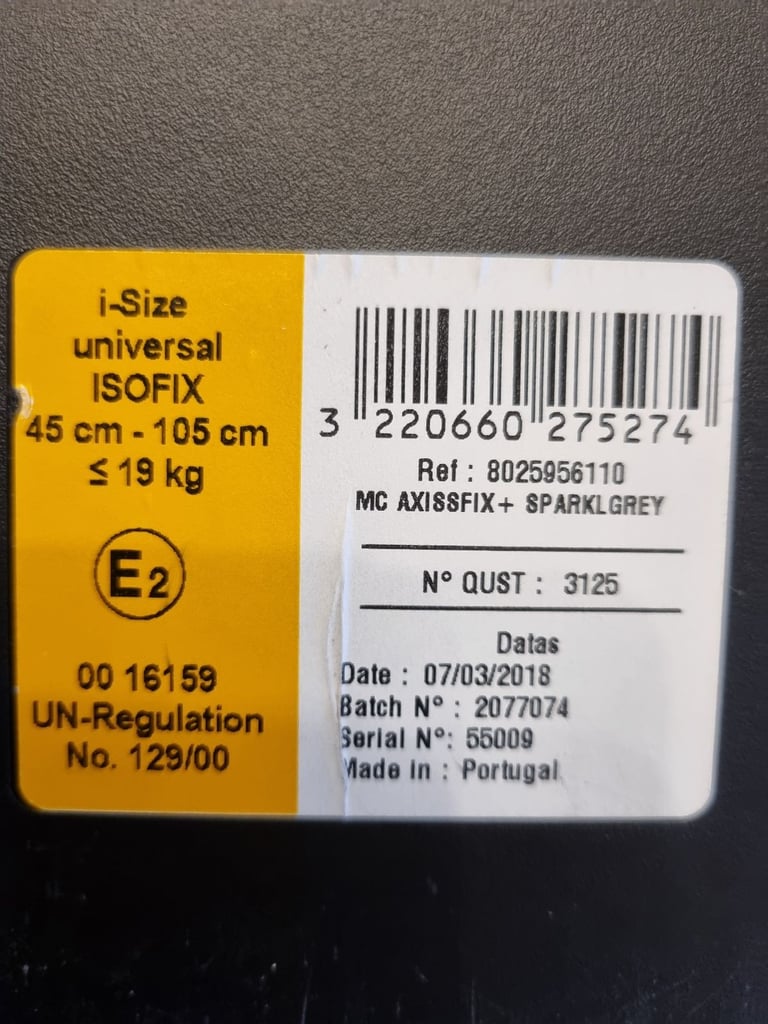 i-Size
universal
ISOFIX
45 cm - 105 cm
≤ 19 kg
E2
00 16159
UN-Regulation
No. 129/00
3 220660 275274
Ref : 8025956110
MC AXISSFIX+ SPARKLGREY
N° QUST : 3125
Datas
Date : 07/03/2018
Batch N° : 2077074
Serial N°: 55009
Made in : Portugal